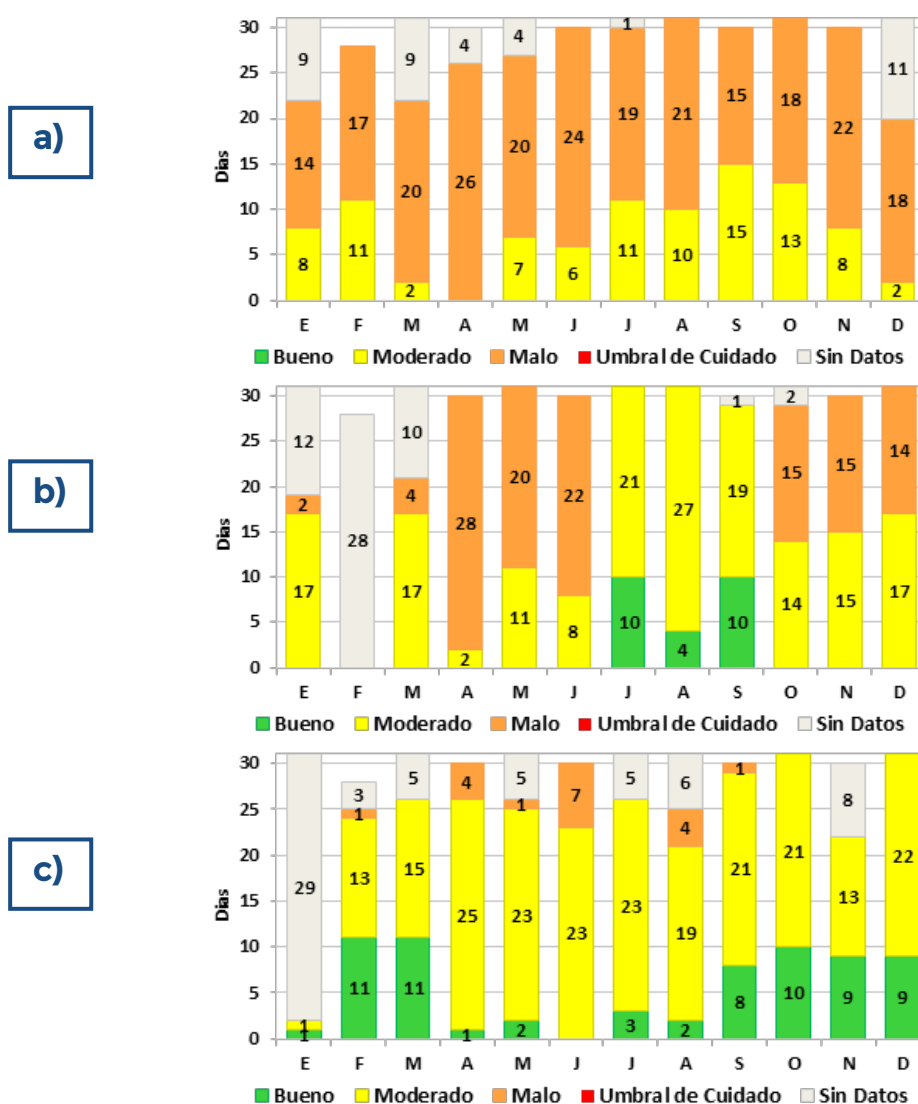 a)
Días
30
25
20
15
10
5
0
9 9 4 4 1 11
14 17 20 26 20 24 19 21 15 18 22 18
8 11 2 7 6 11 10 15 13 8 2
E F M A M J J A S O N D
Bueno Moderado Malo Umbral de Cuidado Sin Datos
b)
Días
30
25
20
15
10
5
0
12 28 10 1 2
2 4 28 20 22 15 15 14
17 17 2 11 8 21 27 19 14 15 17
10 4 10
E F M A M J J A S O N D
Bueno Moderado Malo Umbral de Cuidado Sin Datos
c)
Días
30
25
20
15
10
5
0
29 3 5 5 5 6 8
1 4 1 7 4 1
1 13 15 25 23 23 23 19 21 21 13 22
1 11 11 1 2 3 2 8 10 9 9
E F M A M J J A S O N D
Bueno Moderado Malo Umbral de Cuidado Sin Datos